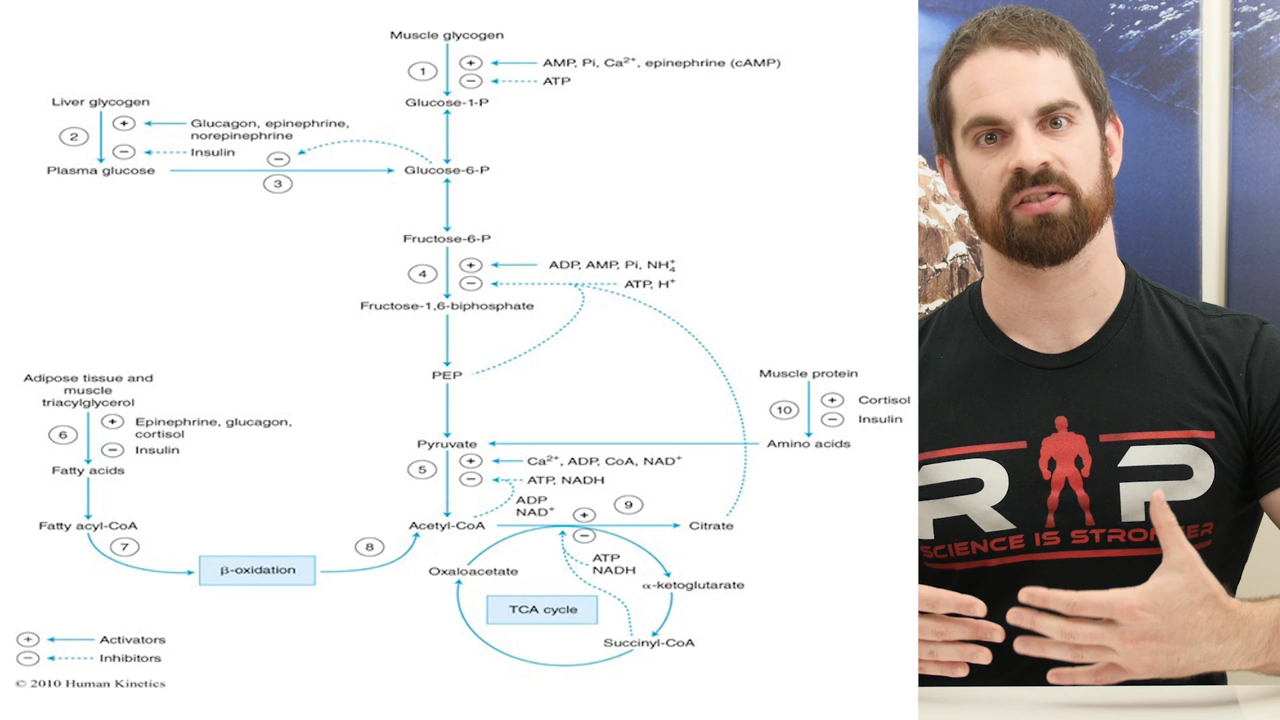 Muscle glycogen
1
+
AMP, Pi, Ca²⁺, epinephrine (cAMP)
−
ATP
Glucose-1-P
Liver glycogen
2
+
Glucagon, epinephrine,
norepinephrine
−
Insulin
Plasma glucose
−
3
Glucose-6-P
Fructose-6-P
4
+
ADP, AMP, Pi, NH₄⁺
−
ATP, H⁺
Fructose-1,6-biphosphate
PEP
Adipose tissue and
muscle
triacylglycerol
6
+
Epinephrine, glucagon,
cortisol
−
Insulin
Fatty acids
Fatty acyl-CoA
7
β-oxidation
8
Muscle protein
10
+
Cortisol
−
Insulin
Amino acids
Pyruvate
5
+
Ca²⁺, ADP, CoA, NAD⁺
−
ATP, NADH
ADP
NAD⁺
Acetyl-CoA
9
+
−
Citrate
ATP
NADH
Oxaloacetate
α-ketoglutarate
TCA cycle
Succinyl-CoA
+
Activators
−
Inhibitors
© 2010 Human Kinetics
R P
SCIENCE IS STRONGER